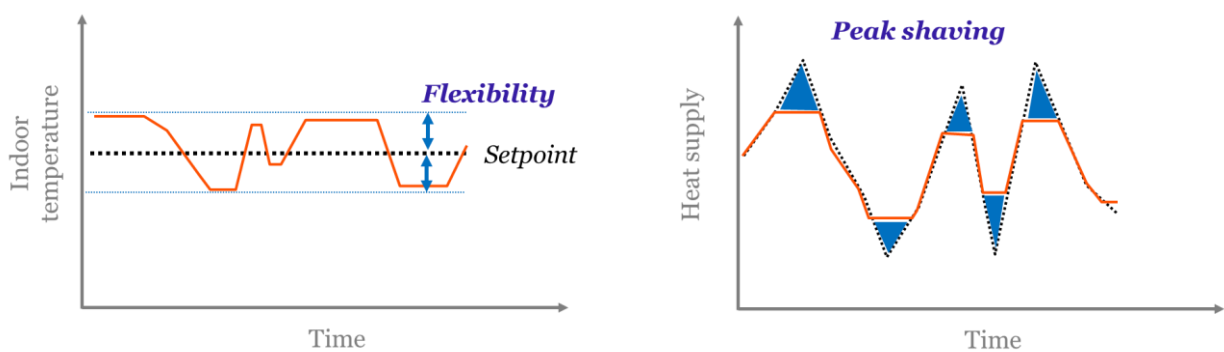 Indoor
temperature
Flexibility
Setpoint
Time
Peak shaving
Heat supply
Time